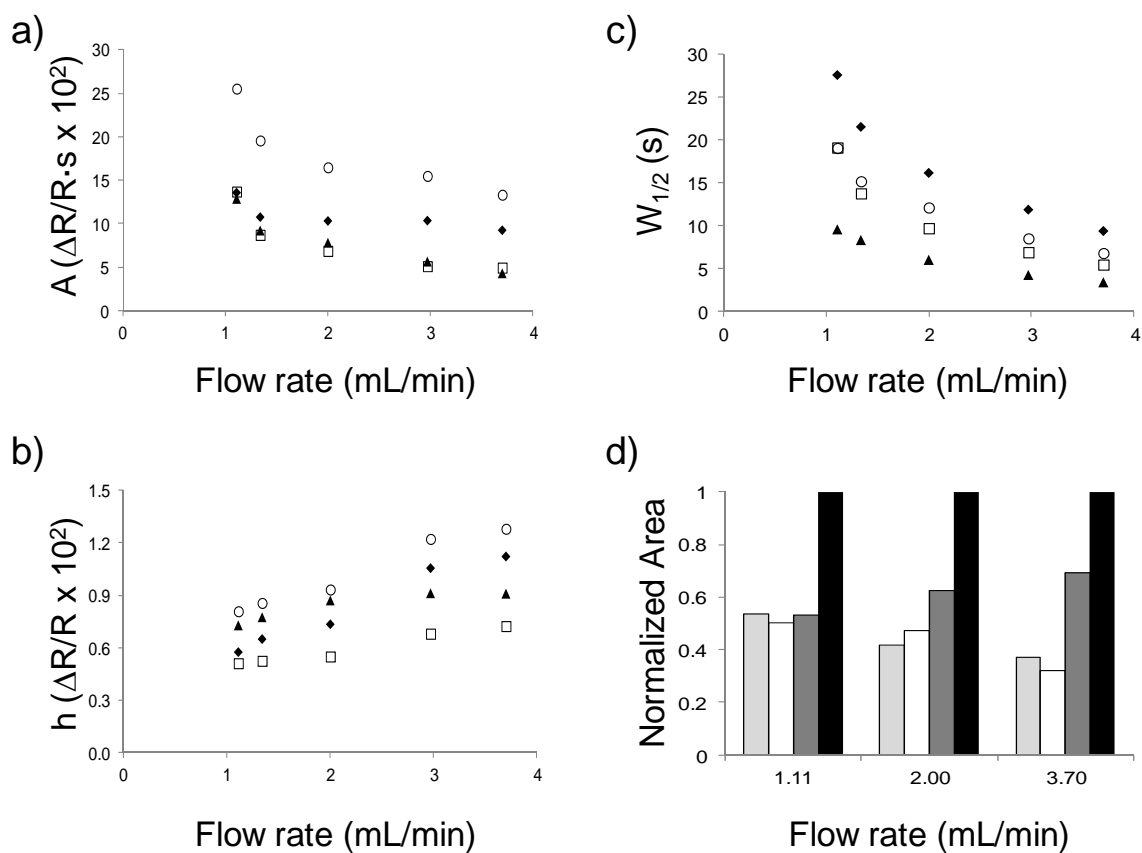 a)
A (ΔR/R·s x 10²)
30
25
20
15
10
5
0
0 1 2 3 4
Flow rate (mL/min)
b)
h (ΔR/R x 10²)
1.5
1.2
0.9
0.6
0.3
0.0
0 1 2 3 4
Flow rate (mL/min)
c)
W1/2 (s)
30
25
20
15
10
5
0
0 1 2 3 4
Flow rate (mL/min)
d)
Normalized Area
1
0.8
0.6
0.4
0.2
0
1.11 2.00 3.70
Flow rate (mL/min)